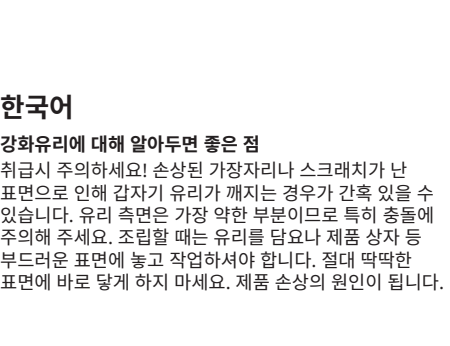 한국어
강화유리에 대해 알아두면 좋은 점
취급시 주의하세요! 손상된 가장자리나 스크래치가 난
표면으로 인해 갑자기 유리가 깨지는 경우가 간혹 있을 수
있습니다. 유리 측면은 가장 약한 부분이므로 특히 충돌에
주의해 주세요. 조립할 때는 유리를 담요나 제품 상자 등
부드러운 표면에 놓고 작업하셔야 합니다. 절대 딱딱한
표면에 바로 닿게 하지 마세요. 제품 손상의 원인이 됩니다.